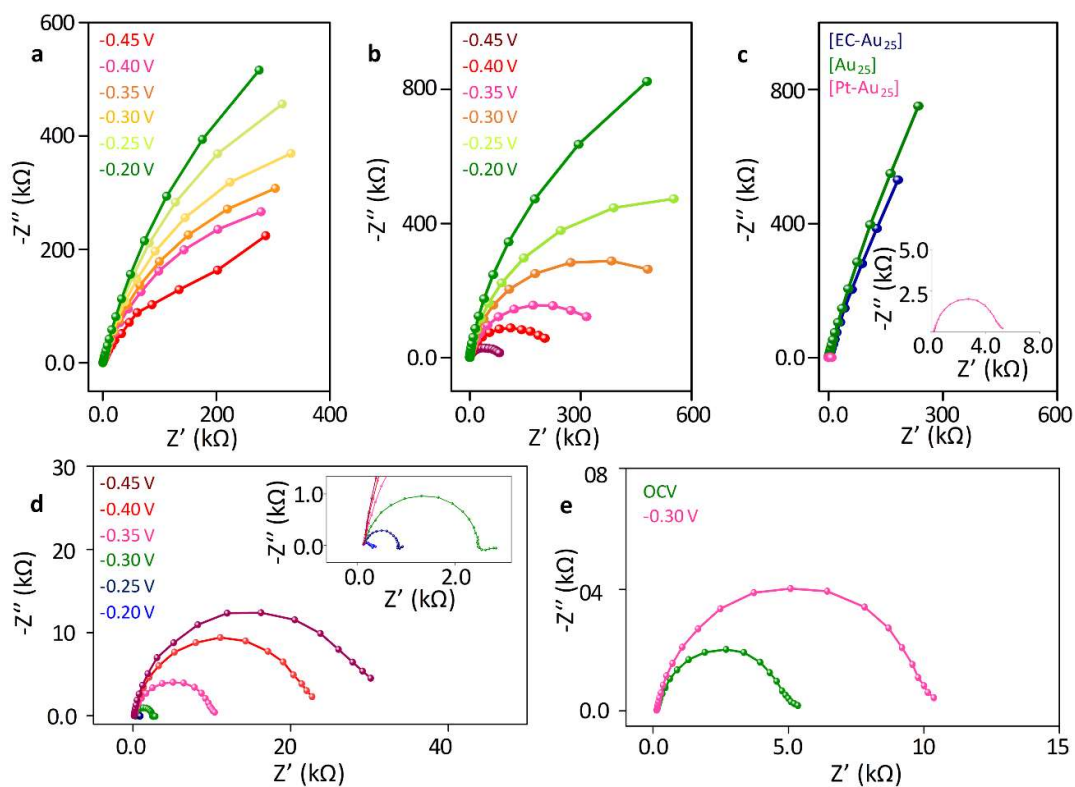 a
600
400
200
0.0
-Z″ (kΩ)
-0.45 V
-0.40 V
-0.35 V
-0.30 V
-0.25 V
-0.20 V
0.0
200
400
Z′ (kΩ)
b
800
400
0.0
-Z″ (kΩ)
-0.45 V
-0.40 V
-0.35 V
-0.30 V
-0.25 V
-0.20 V
0.0
300
600
Z′ (kΩ)
c
800
400
0.0
-Z″ (kΩ)
[EC-Au₂₅]
[Au₂₅]
[Pt-Au₂₅]
5.0
2.5
-Z″ (kΩ)
0.0
4.0
8.0
Z′ (kΩ)
0.0
300
600
Z′ (kΩ)
d
30
20
10
0.0
-Z″ (kΩ)
-0.45 V
-0.40 V
-0.35 V
-0.30 V
-0.25 V
-0.20 V
1.0
0.0
-Z″ (kΩ)
0.0
2.0
Z′ (kΩ)
0.0
20
40
Z′ (kΩ)
e
08
04
0.0
-Z″ (kΩ)
OCV
-0.30 V
0.0
5.0
10
15
Z′ (kΩ)